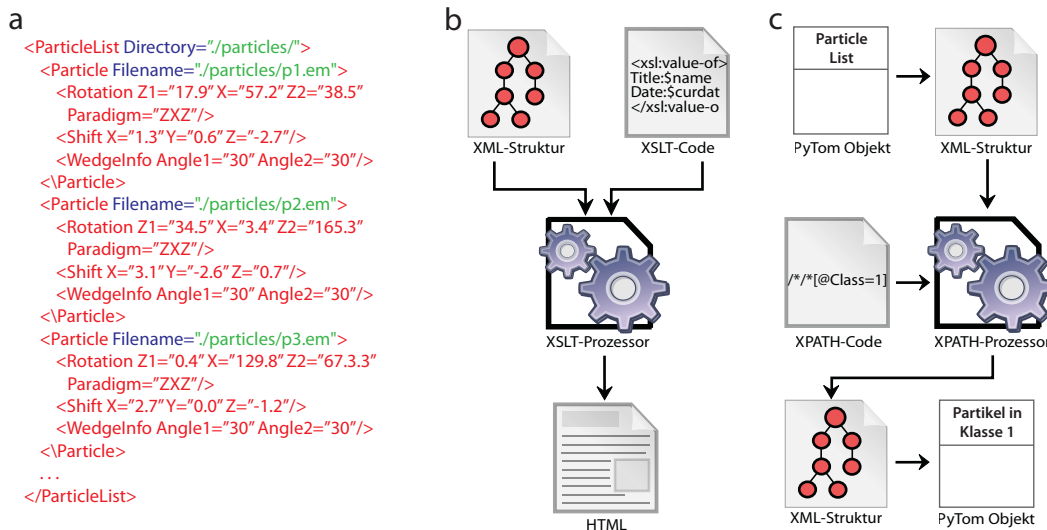 a
<ParticleList Directory="./particles/">
<Particle Filename="./particles/p1.em">
<Rotation Z1="17.9" X="57.2" Z2="38.5"
Paradigm="ZXZ"/>
<Shift X="1.3" Y="0.6" Z="-2.7"/>
<WedgeInfo Angle1="30" Angle2="30"/>
<\Particle>
<Particle Filename="./particles/p2.em">
<Rotation Z1="34.5" X="3.4" Z2="165.3"
Paradigm="ZXZ"/>
<Shift X="3.1" Y="-2.6" Z="0.7"/>
<WedgeInfo Angle1="30" Angle2="30"/>
<\Particle>
<Particle Filename="./particles/p3.em">
<Rotation Z1="0.4" X="129.8" Z2="67.3.3"
Paradigm="ZXZ"/>
<Shift X="2.7" Y="0.0" Z="-1.2"/>
<WedgeInfo Angle1="30" Angle2="30"/>
<\Particle>
. . .
</ParticleList>
b
XML-Struktur
<xsl:value-of>
Title:$name
Date:$curdat
</xsl:value-o
XSLT-Code
XSLT-Prozessor
HTML
c
Particle
List
PyTom Objekt
XML-Struktur
/*/*[@Class=1]
XPATH-Code
XPATH-Prozessor
XML-Struktur
Partikel in
Klasse 1
PyTom Objekt